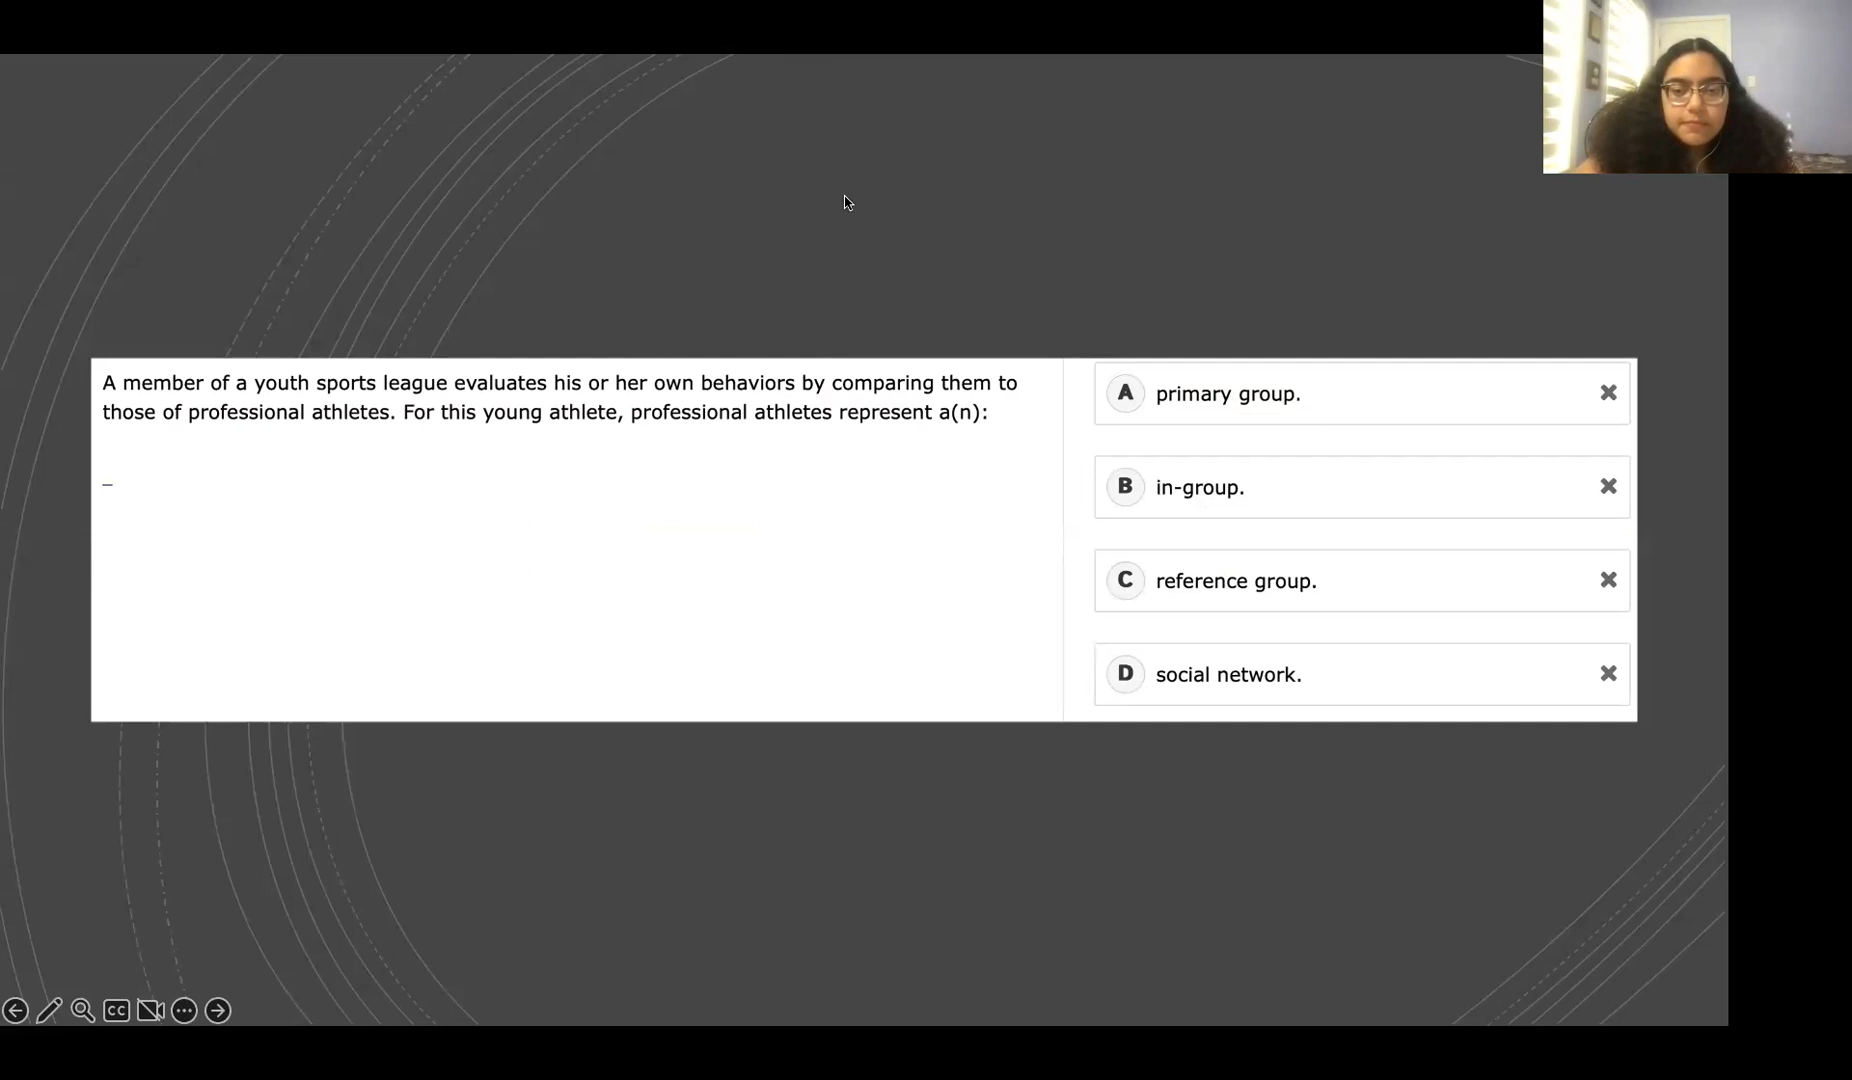 A member of a youth sports league evaluates his or her own behaviors by comparing them to
those of professional athletes. For this young athlete, professional athletes represent a(n):
_
A primary group.
B in-group.
C reference group.
D social network.
CC